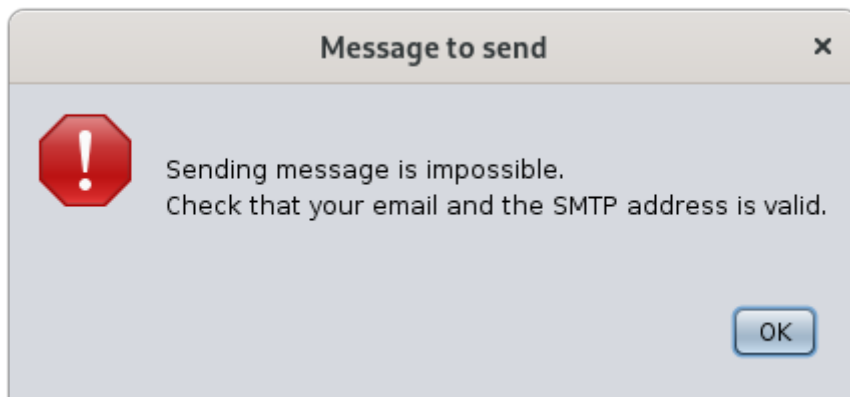 Message to send
×
Sending message is impossible.
Check that your email and the SMTP address is valid.
OK